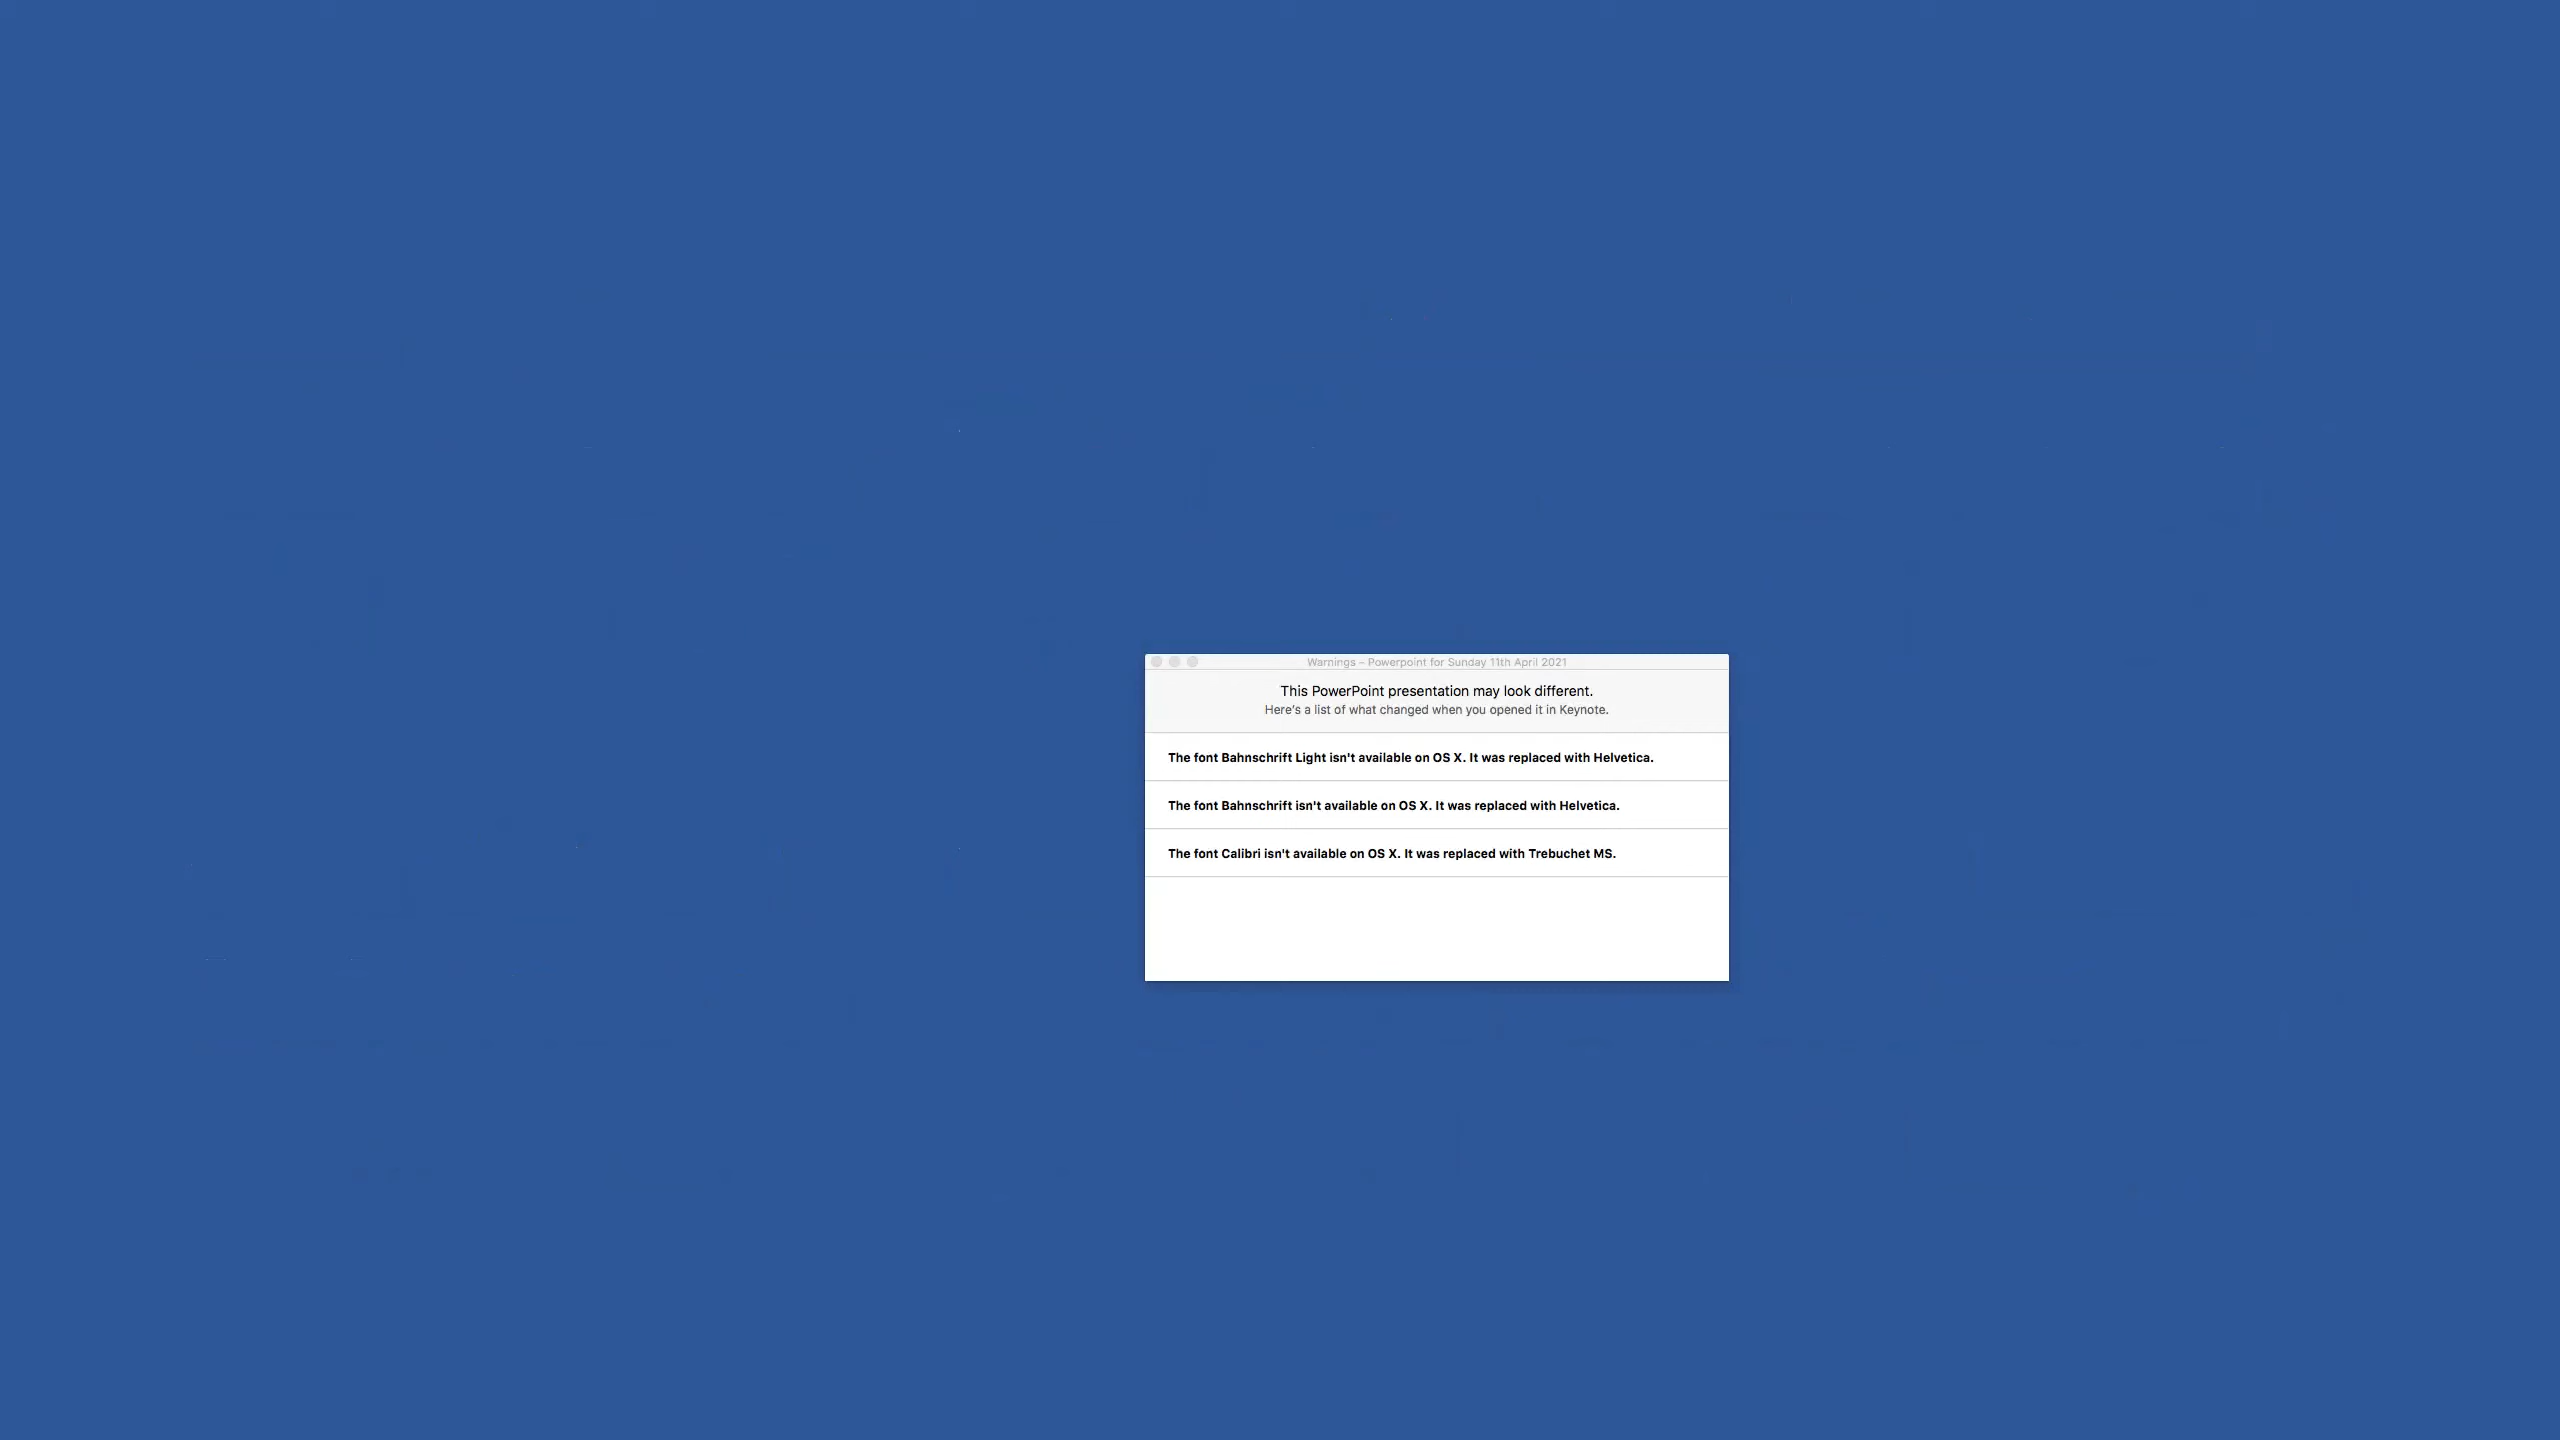 Warnings – Powerpoint for Sunday 11th April 2021
This PowerPoint presentation may look different.
Here's a list of what changed when you opened it in Keynote.
The font Bahnschrift Light isn't available on OS X. It was replaced with Helvetica.
The font Bahnschrift isn't available on OS X. It was replaced with Helvetica.
The font Calibri isn't available on OS X. It was replaced with Trebuchet MS.